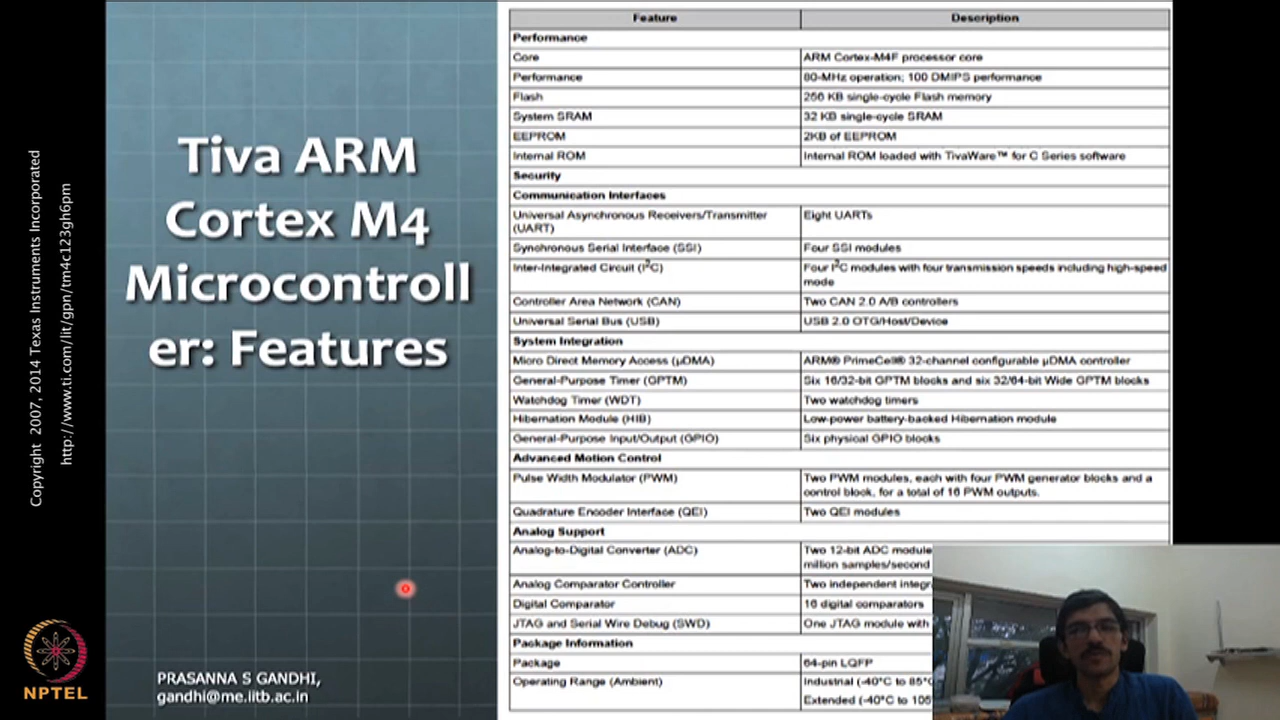 Copyright 2007, 2014 Texas Instruments Incorporated
http://www.ti.com/lit/gpn/tm4c123gh6pm
Tiva ARM
Cortex M4
Microcontroll
er: Features
PRASANNA S GANDHI,
gandhi@me.iitb.ac.in
NPTEL
Feature Description
Performance
Core ARM Cortex-M4F processor core
Performance 80-MHz operation; 100 DMIPS performance
Flash 256 KB single-cycle Flash memory
System SRAM 32 KB single-cycle SRAM
EEPROM 2KB of EEPROM
Internal ROM Internal ROM loaded with TivaWare™ for C Series software
Security
Communication Interfaces
Universal Asynchronous Receivers/Transmitter Eight UARTs
(UART)
Synchronous Serial Interface (SSI) Four SSI modules
Inter-Integrated Circuit (I²C) Four I²C modules with four transmission speeds including high-speed
mode
Controller Area Network (CAN) Two CAN 2.0 A/B controllers
Universal Serial Bus (USB) USB 2.0 OTG/Host/Device
System Integration
Micro Direct Memory Access (µDMA) ARM® PrimeCell® 32-channel configurable µDMA controller
General-Purpose Timer (GPTM) Six 16/32-bit GPTM blocks and six 32/64-bit Wide GPTM blocks
Watchdog Timer (WDT) Two watchdog timers
Hibernation Module (HIB) Low-power battery-backed Hibernation module
General-Purpose Input/Output (GPIO) Six physical GPIO blocks
Advanced Motion Control
Pulse Width Modulator (PWM) Two PWM modules, each with four PWM generator blocks and a
control block, for a total of 16 PWM outputs.
Quadrature Encoder Interface (QEI) Two QEI modules
Analog Support
Analog-to-Digital Converter (ADC) Two 12-bit ADC module
million samples/second
Analog Comparator Controller Two independent integr
Digital Comparator 16 digital comparators
JTAG and Serial Wire Debug (SWD) One JTAG module with
Package Information
Package 64-pin LQFP
Operating Range (Ambient) Industrial (-40°C to 85°C
Extended (-40°C to 105